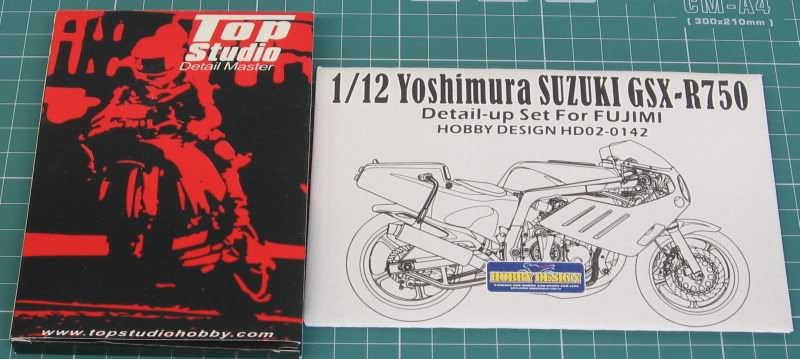 CM-A4
( 300x210mm )
Top
Studio
Detail Master
www.topstudiohobby.com
1/12 Yoshimura SUZUKI GSX-R750
Detail-up Set For FUJIMI
HOBBY DESIGN HD02-0142
HOBBY DESIGN